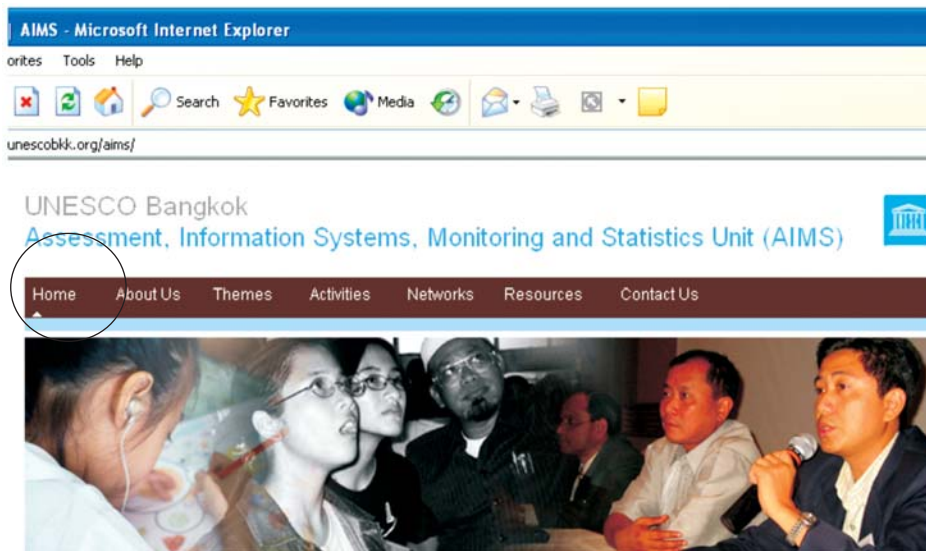 AIMS - Microsoft Internet Explorer
orites Tools Help
Search Favorites Media
unescobkk.org/aims/
UNESCO Bangkok
Assessment, Information Systems, Monitoring and Statistics Unit (AIMS)
Home About Us Themes Activities Networks Resources Contact Us